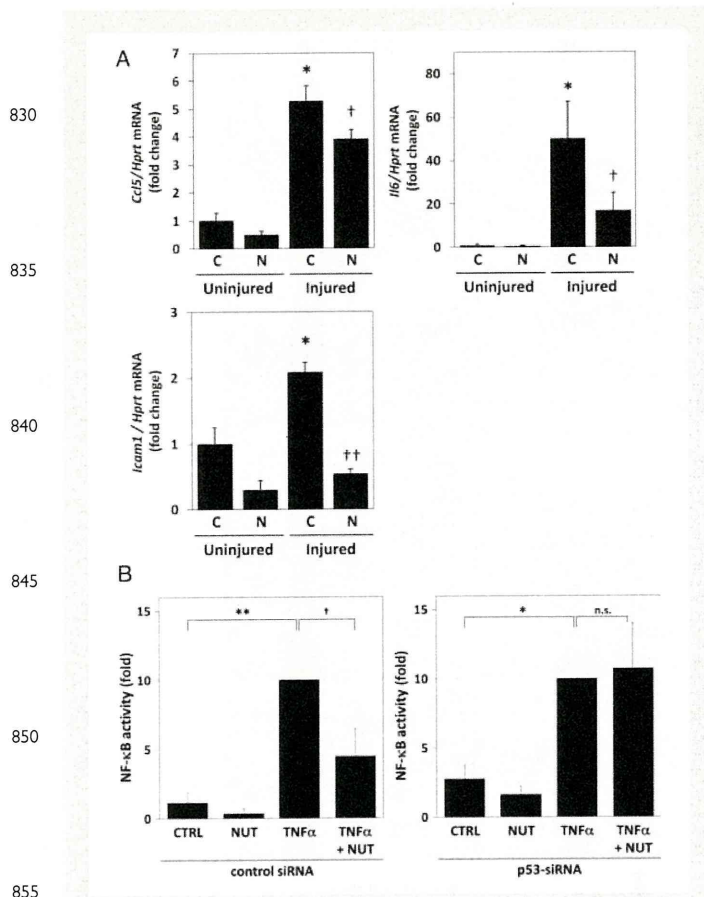 A
Ccl5/Hprt mRNA
(fold change)
7
6
5
4
3
2
1
0
*
†
C N C N
Uninjured Injured
Il6/Hprt mRNA
(fold change)
80
60
40
20
0
*
†
C N C N
Uninjured Injured
Icam1 / Hprt mRNA
(fold change)
3
2
1
0
*
††
C N C N
Uninjured Injured
B
NF-κB activity (fold)
15
10
5
0
**
†
CTRL NUT TNFα TNFα
+ NUT
control siRNA
NF-κB activity (fold)
15
10
5
0
*
n.s.
CTRL NUT TNFα TNFα
+ NUT
p53-siRNA
830
835
840
845
850
855